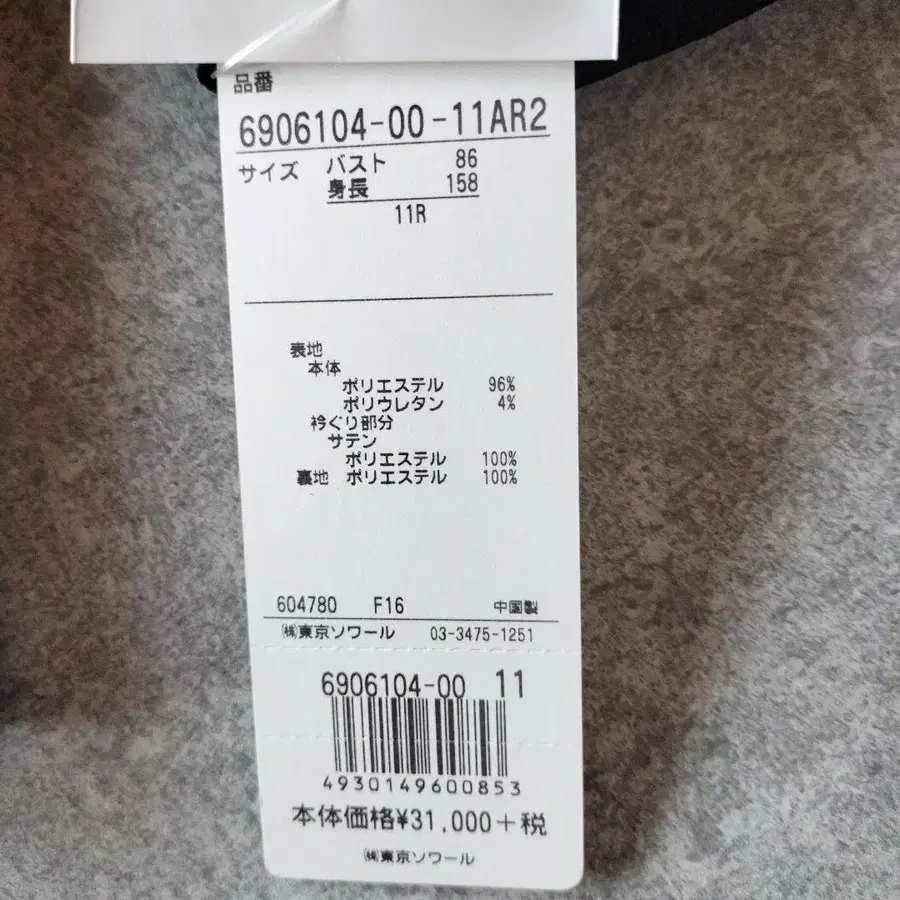 品番
6906104-00-11AR2
サイズ バスト 86
身長 158
11R
表地
本体
ポリエステル 96%
ポリウレタン 4%
衿ぐり部分
サテン
ポリエステル 100%
裏地 ポリエステル 100%
604780 F16 中国製
㈱東京ソワール 03-3475-1251
6906104-00 11
4930149600853
本体価格¥31,000+税
㈱東京ソワール